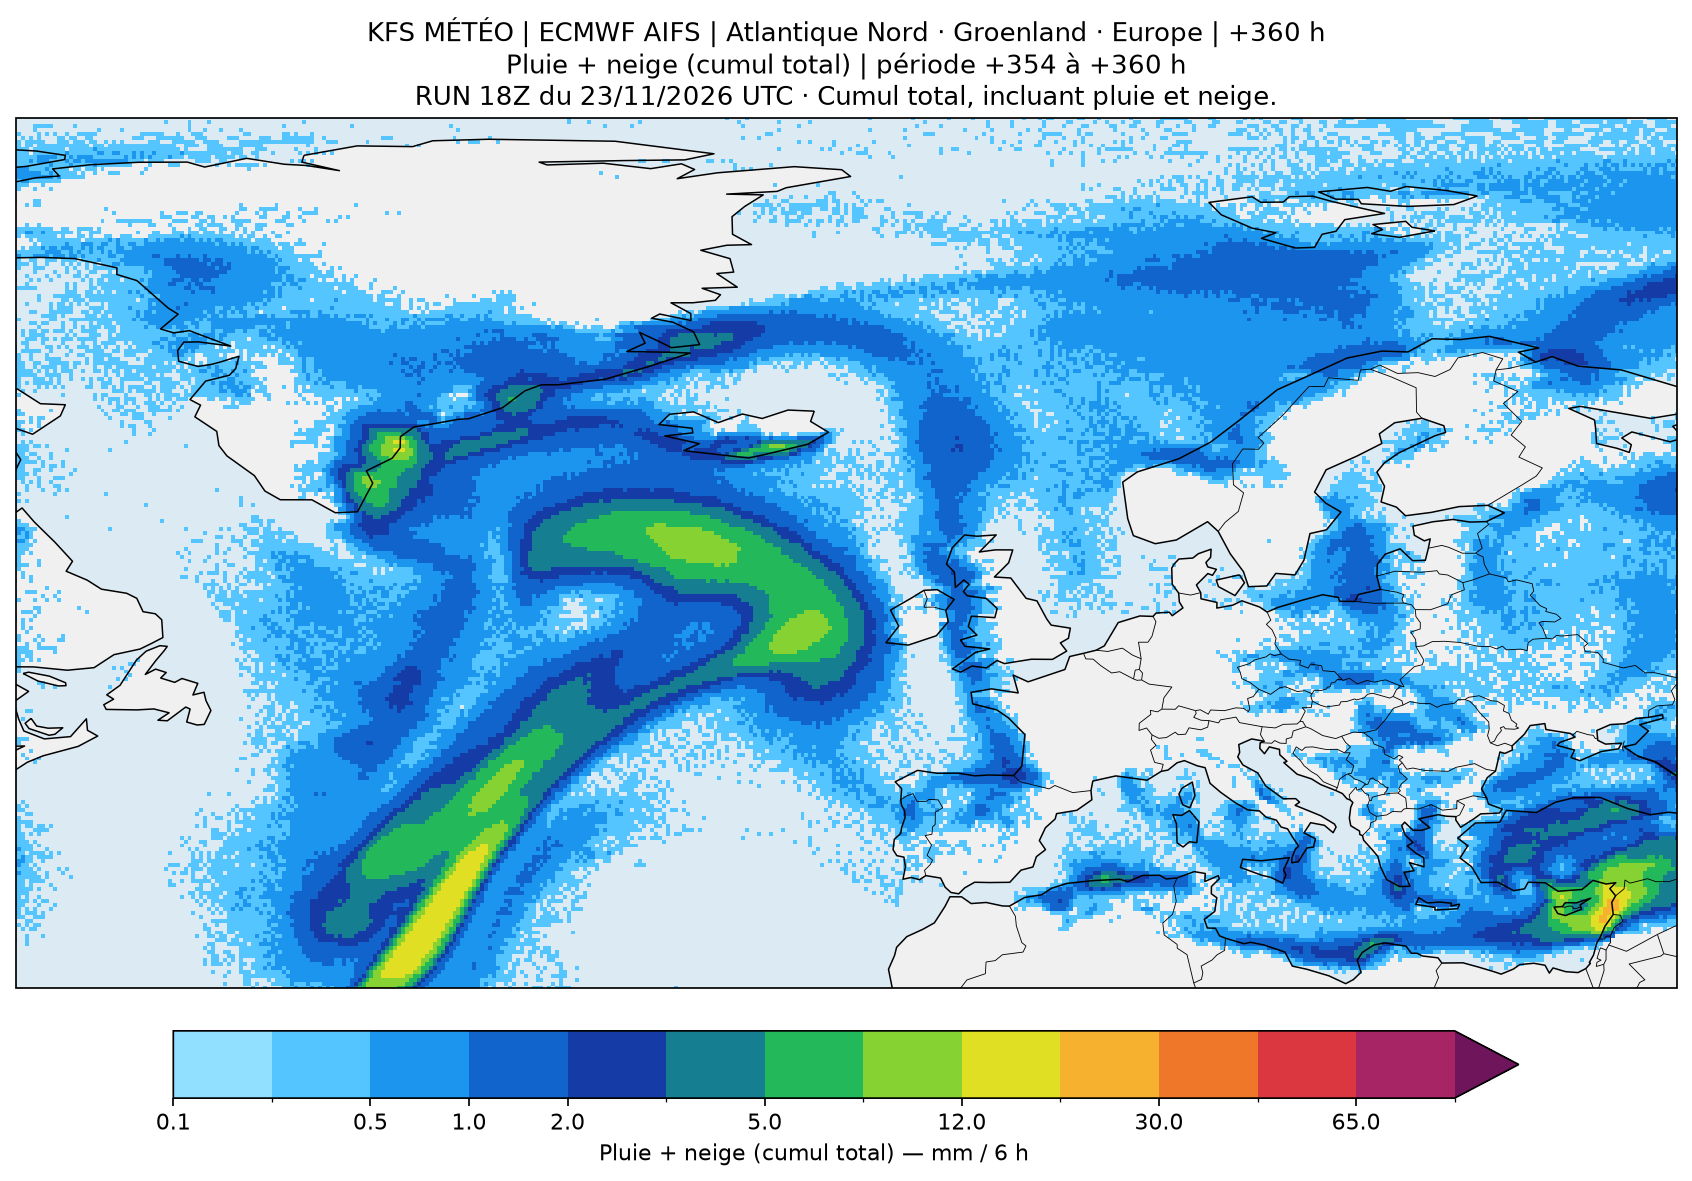 KFS MÉTÉO | ECMWF AIFS | Atlantique Nord · Groenland · Europe | +360 h
Pluie + neige (cumul total) | période +354 à +360 h
RUN 18Z du 23/11/2026 UTC · Cumul total, incluant pluie et neige.
0.1 0.5 1.0 2.0 5.0 12.0 30.0 65.0
Pluie + neige (cumul total) — mm / 6 h